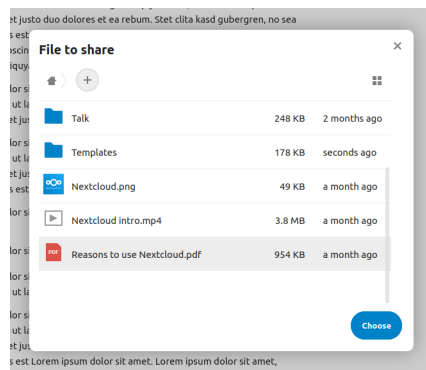 et justo duo dolores et ea rebum. Stet clita kasd gubergren, no sea
File to share
Talk 248 KB 2 months ago
Templates 178 KB seconds ago
Nextcloud.png 49 KB a month ago
Nextcloud intro.mp4 3.8 MB a month ago
PDF Reasons to use Nextcloud.pdf 954 KB a month ago
Choose
s est Lorem ipsum dolor sit amet. Lorem ipsum dolor sit amet,